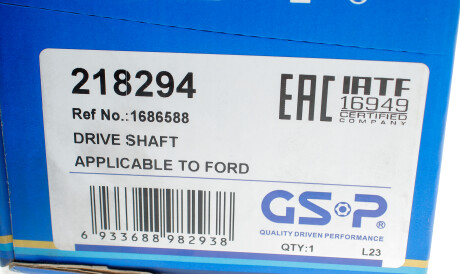 218294
Ref No.:1686588
DRIVE SHAFT
APPLICABLE TO FORD
EAC
IATF
16949
CERTIFIED
COMPANY
6 933688 982938
GSP
QUALITY DRIVEN PERFORMANCE
QTY:1
L23